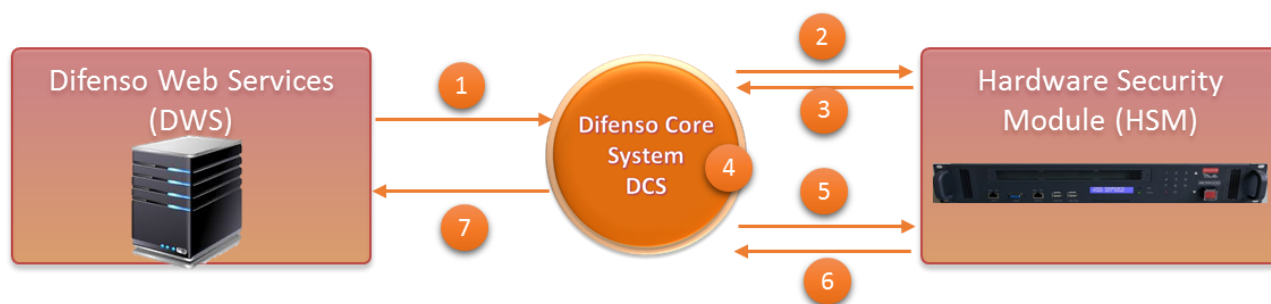 Difenso Web Services
(DWS)
1
Difenso Core
System
DCS
2
3
4
5
6
7
Hardware Security
Module (HSM)